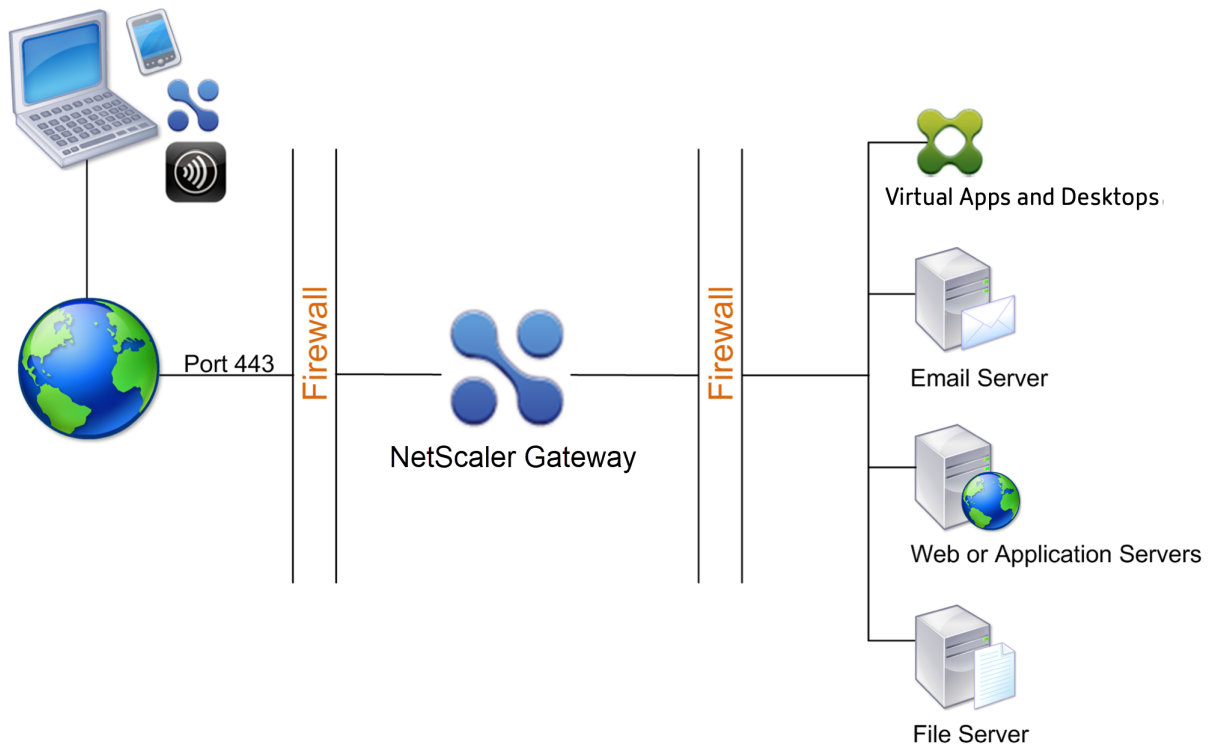 Port 443
Firewall
NetScaler Gateway
Firewall
Virtual Apps and Desktops
Email Server
Web or Application Servers
File Server